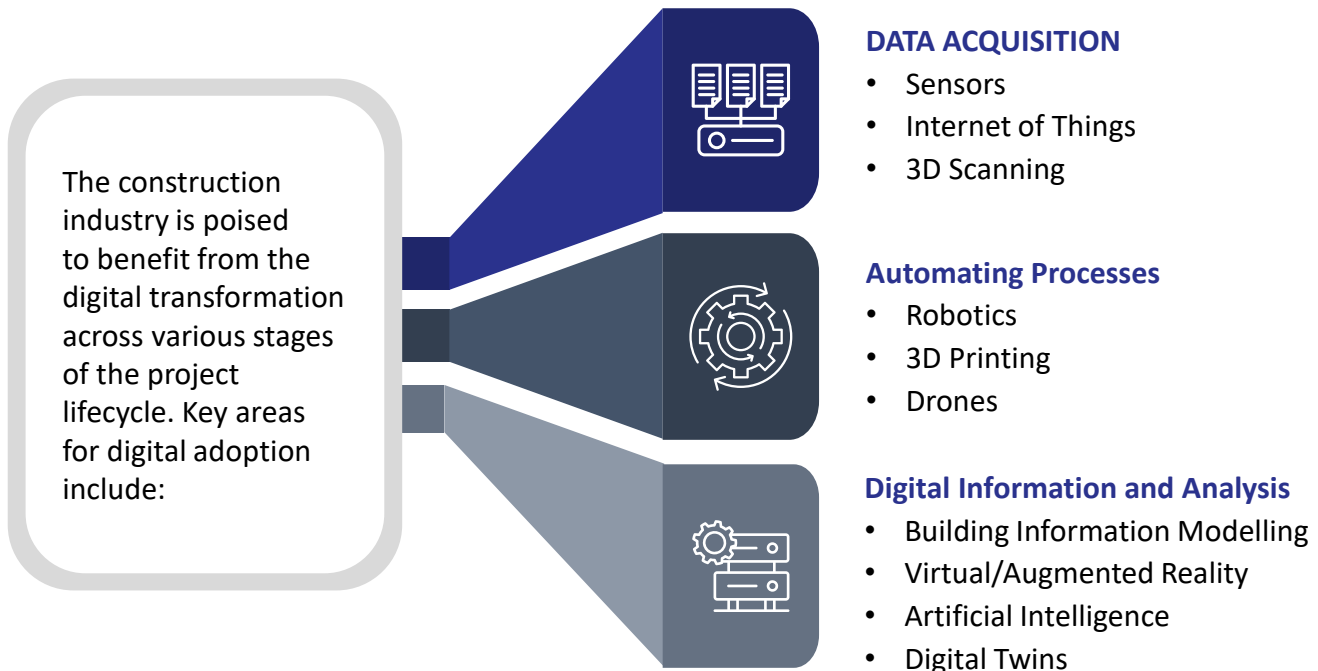 The construction
industry is poised
to benefit from the
digital transformation
across various stages
of the project
lifecycle. Key areas
for digital adoption
include:
DATA ACQUISITION
• Sensors
• Internet of Things
• 3D Scanning
Automating Processes
• Robotics
• 3D Printing
• Drones
Digital Information and Analysis
• Building Information Modelling
• Virtual/Augmented Reality
• Artificial Intelligence
• Digital Twins